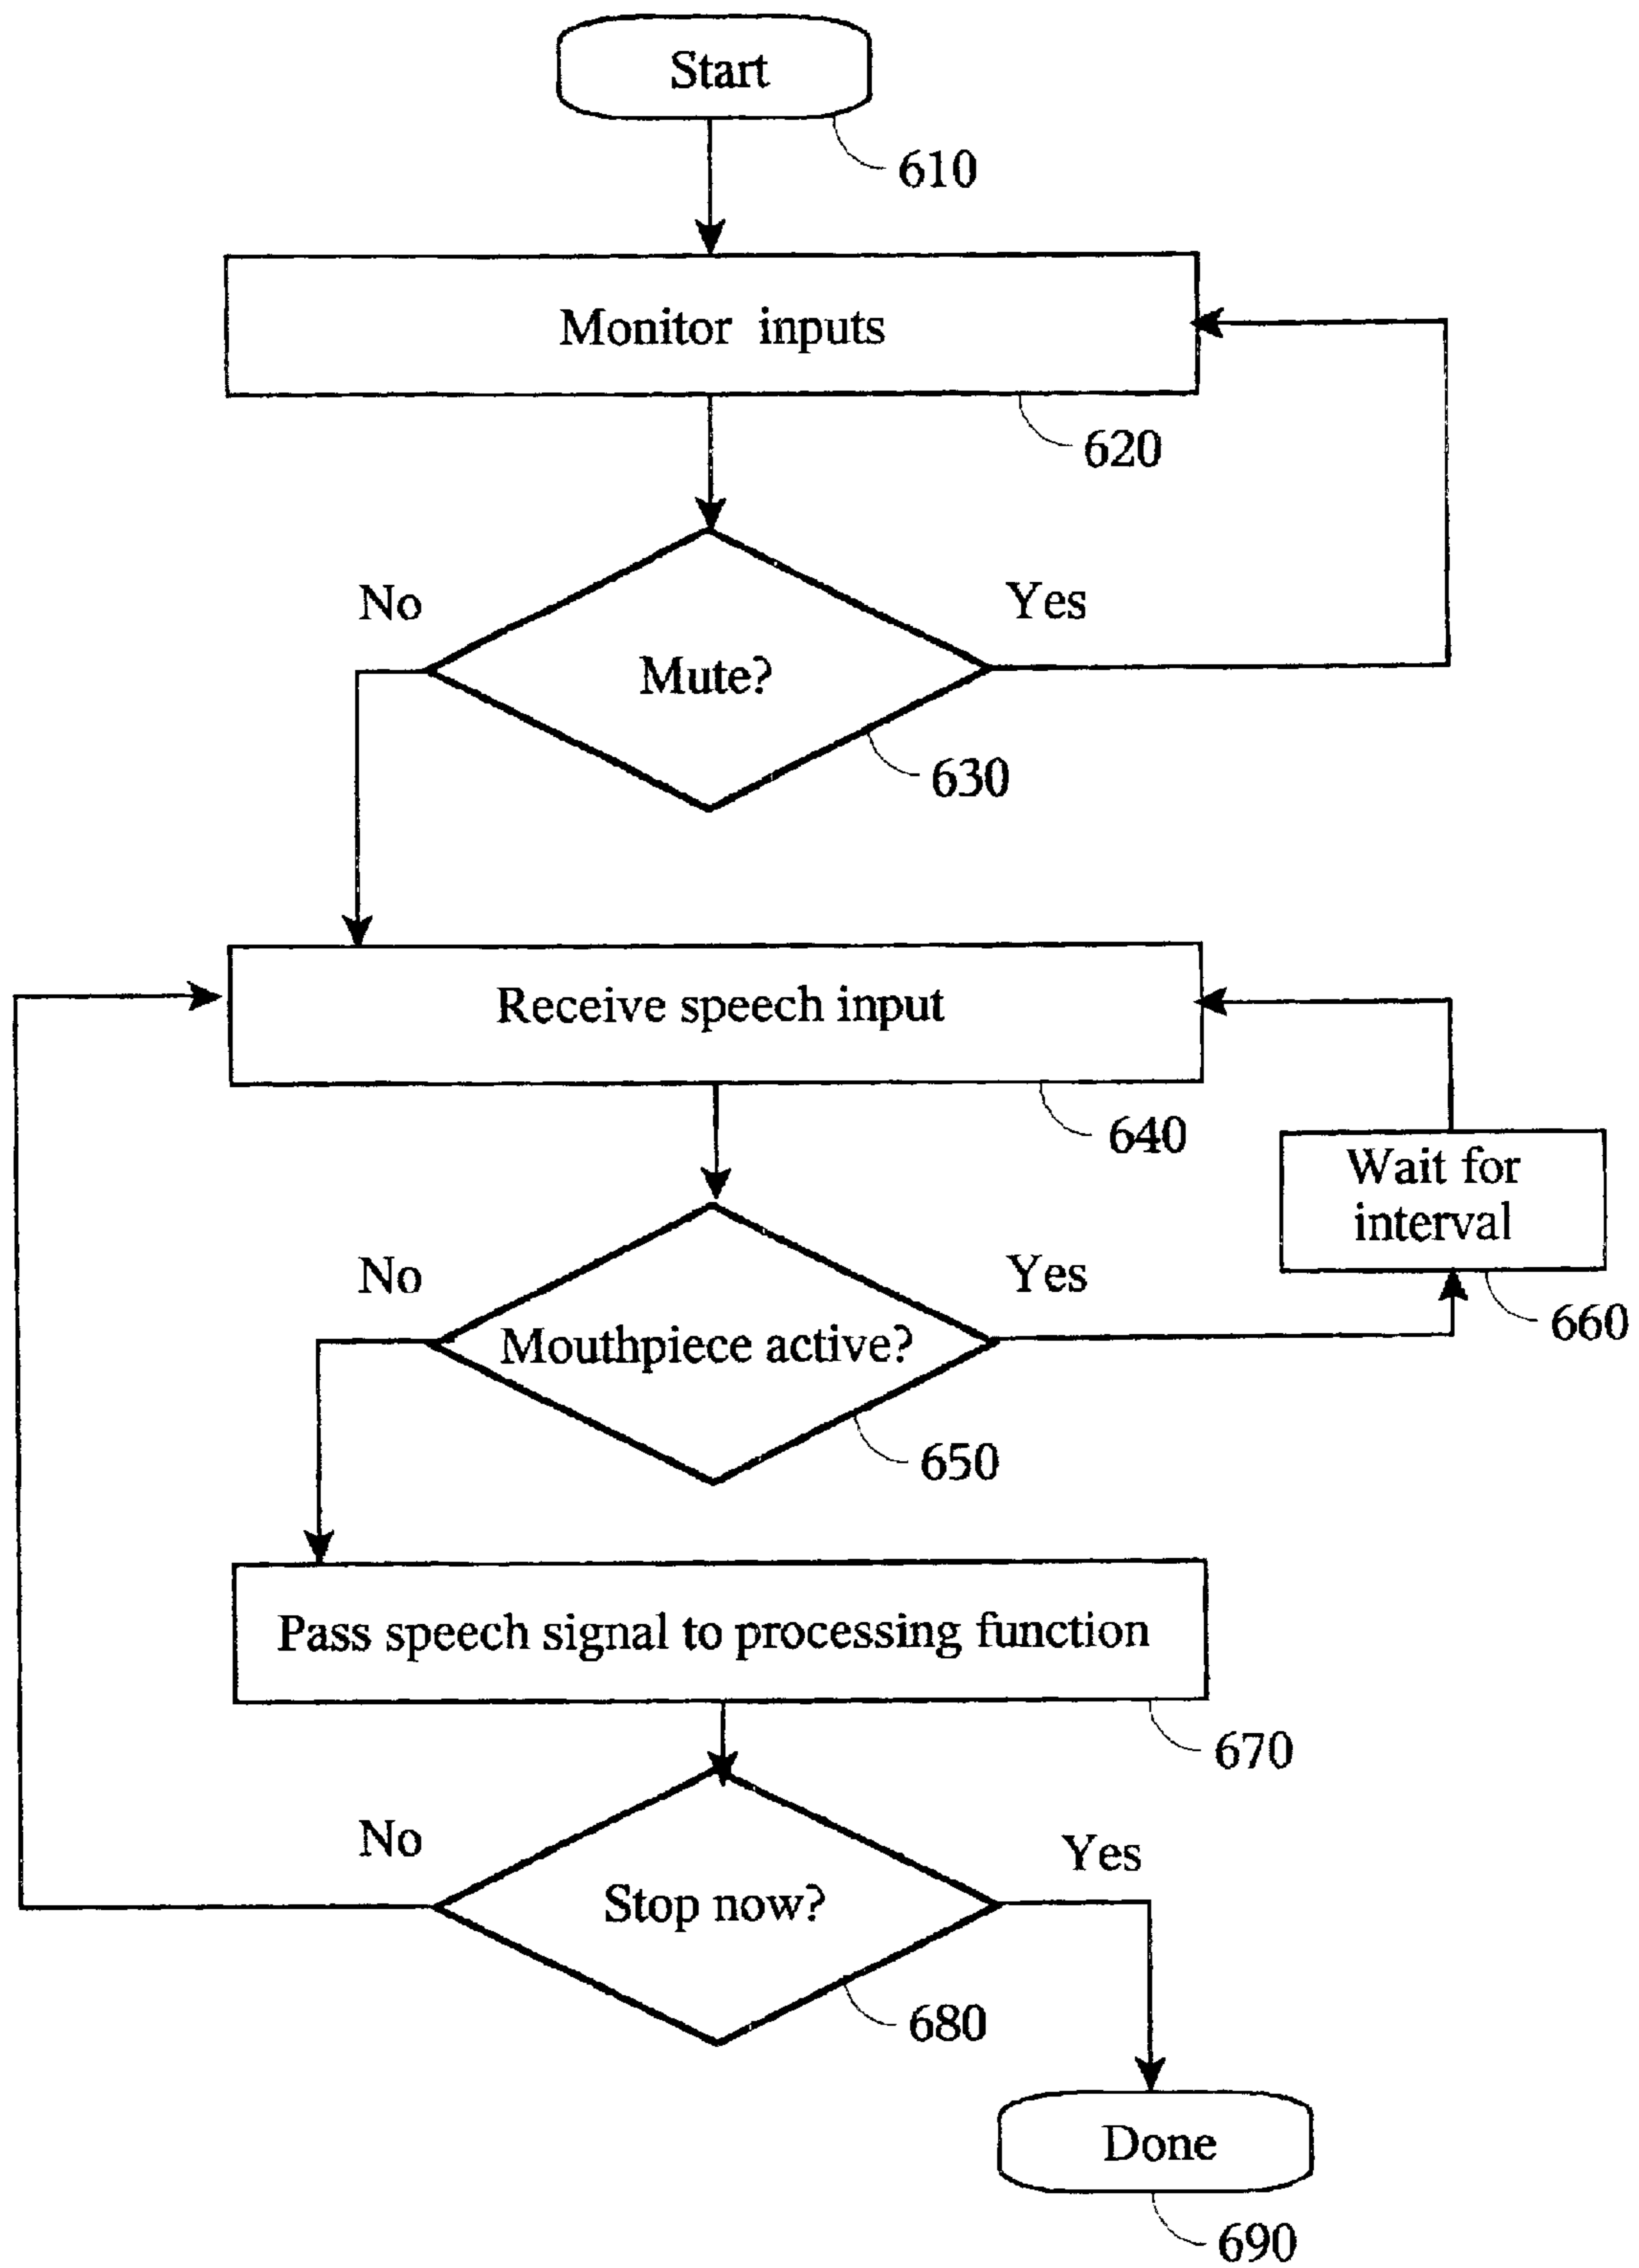 Start
610
Monitor inputs
620
No
Yes
Mute?
630
Receive speech input
640
Wait for
interval
660
No
Yes
Mouthpiece active?
650
Pass speech signal to processing function
670
No
Yes
Stop now?
680
Done
690